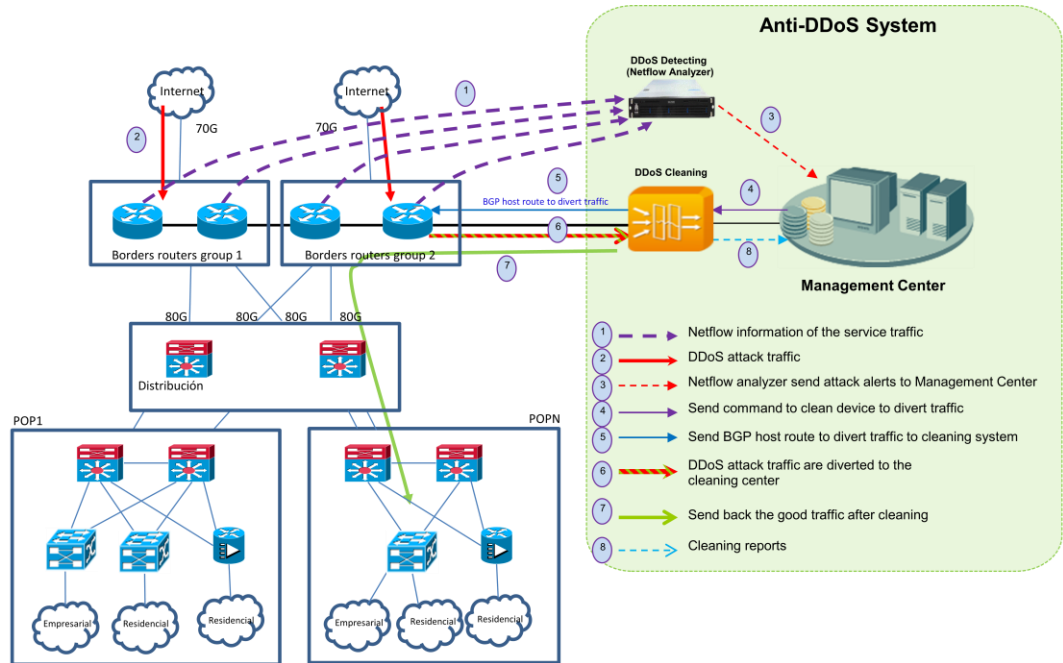 Anti-DDoS System
DDoS Detecting
(Netflow Analyzer)
Internet
Internet
1
2
70G
70G
3
DDoS Cleaning
5
BGP host route to divert traffic
4
6
7
8
Borders routers group 1
Borders routers group 2
Management Center
80G
80G
80G
80G
Distribución
POP1
POPN
Empresarial
Residencial
Residencial
Empresarial
Residencial
Residencial
1 Netflow information of the service traffic
2 DDoS attack traffic
3 Netflow analyzer send attack alerts to Management Center
4 Send command to clean device to divert traffic
5 Send BGP host route to divert traffic to cleaning system
6 DDoS attack traffic are diverted to the
cleaning center
7 Send back the good traffic after cleaning
8 Cleaning reports